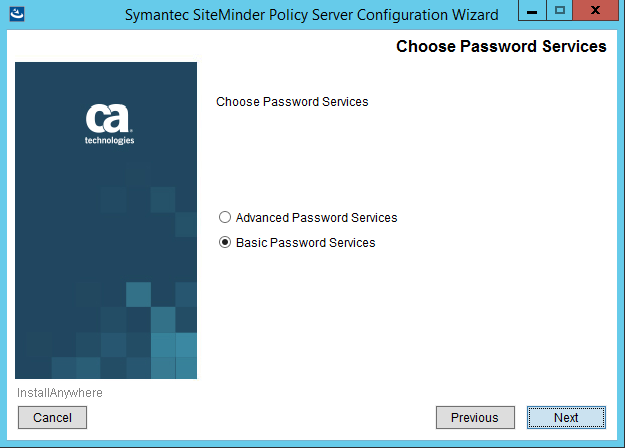 Symantec SiteMinder Policy Server Configuration Wizard
Choose Password Services
ca
technologies
Choose Password Services
Advanced Password Services
Basic Password Services
InstallAnywhere
Cancel
Previous
Next